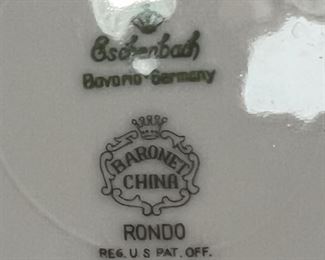 Eschenbach
Bavaria-Germany
BARONET
CHINA
RONDO
REG. U S PAT. OFF.